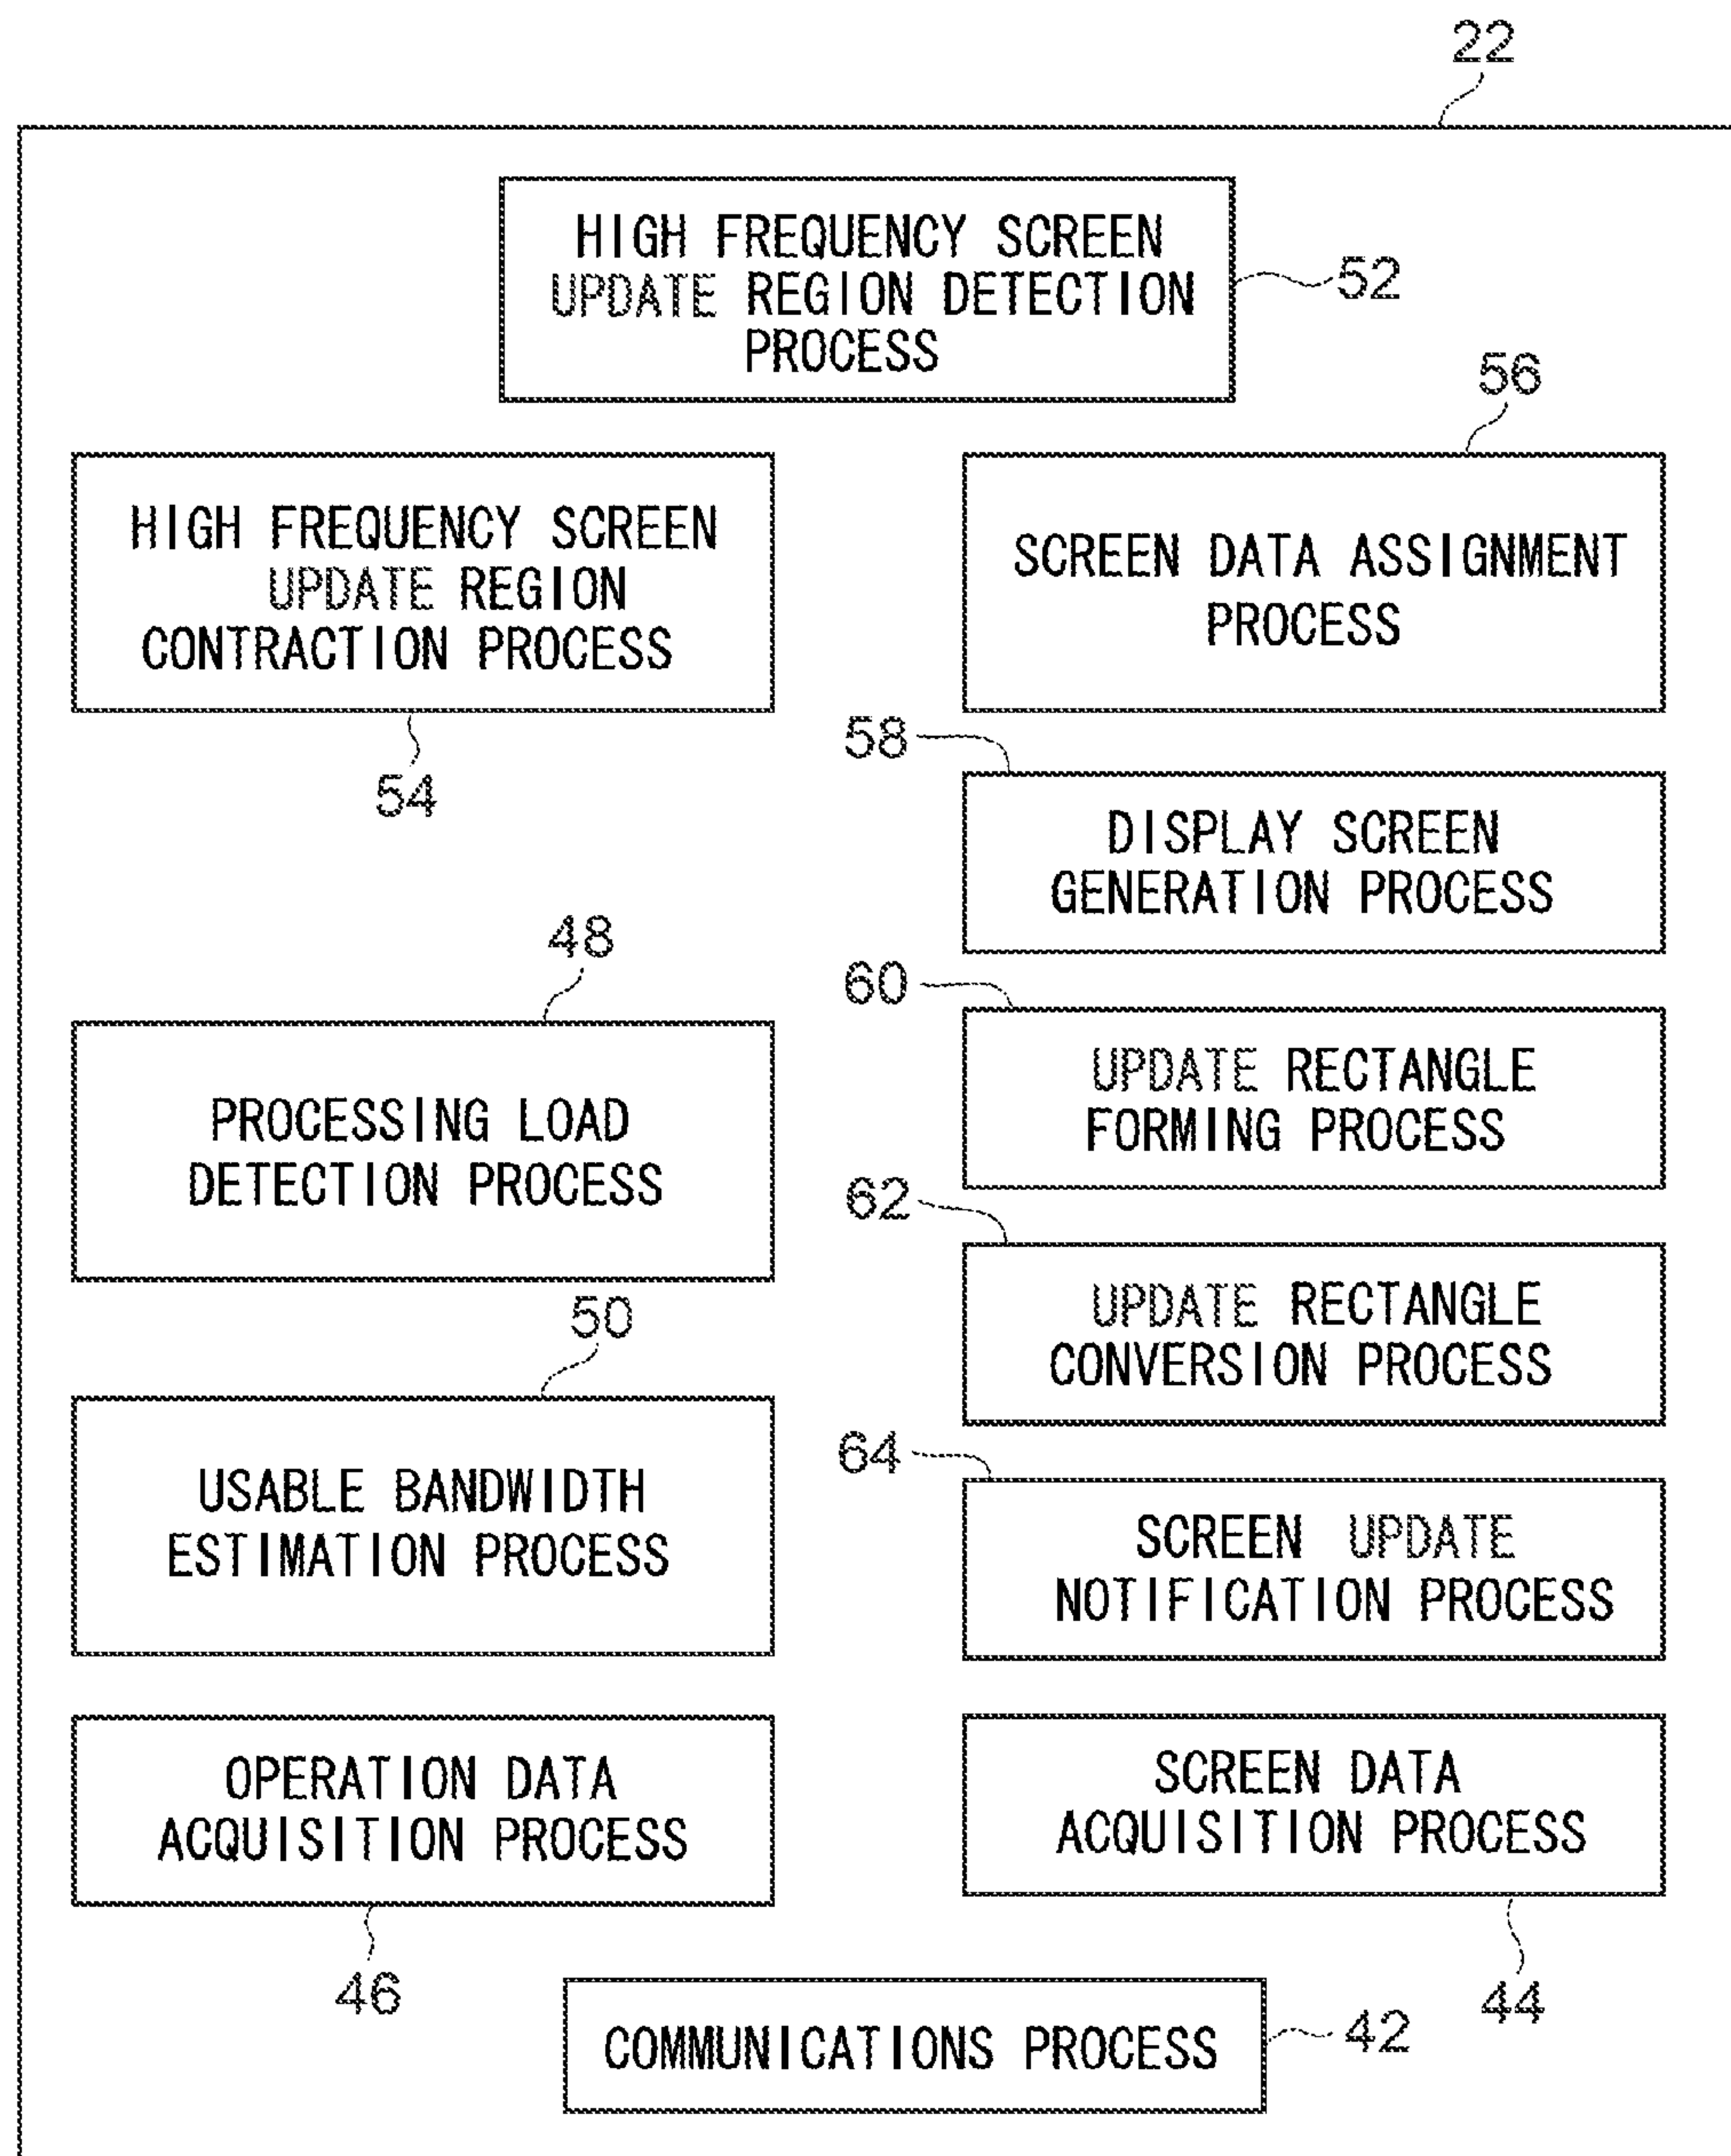 22
HIGH FREQUENCY SCREEN
UPDATE REGION DETECTION
PROCESS
52
56
HIGH FREQUENCY SCREEN
UPDATE REGION
CONTRACTION PROCESS
54
SCREEN DATA ASSIGNMENT
PROCESS
58
DISPLAY SCREEN
GENERATION PROCESS
48
PROCESSING LOAD
DETECTION PROCESS
60
UPDATE RECTANGLE
FORMING PROCESS
62
UPDATE RECTANGLE
CONVERSION PROCESS
50
USABLE BANDWIDTH
ESTIMATION PROCESS
64
SCREEN UPDATE
NOTIFICATION PROCESS
OPERATION DATA
ACQUISITION PROCESS
46
SCREEN DATA
ACQUISITION PROCESS
44
COMMUNICATIONS PROCESS
42